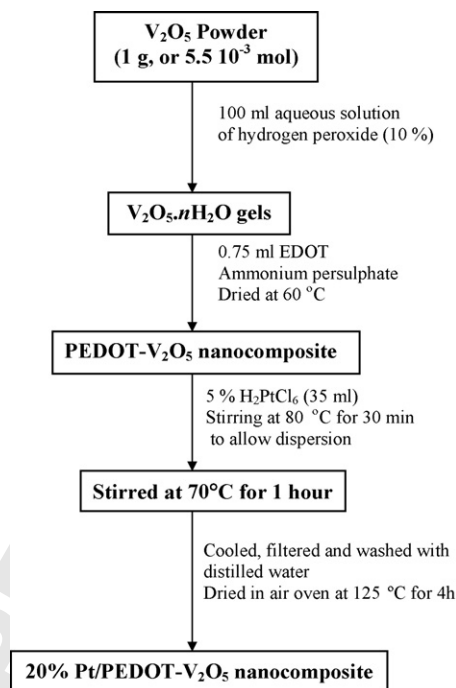 V₂O₅ Powder
(1 g, or 5.5 10⁻³ mol)
100 ml aqueous solution
of hydrogen peroxide (10 %)
V₂O₅.nH₂O gels
0.75 ml EDOT
Ammonium persulphate
Dried at 60 °C
PEDOT-V₂O₅ nanocomposite
5 % H₂PtCl₆ (35 ml)
Stirring at 80 °C for 30 min
to allow dispersion
Stirred at 70°C for 1 hour
Cooled, filtered and washed with
distilled water
Dried in air oven at 125 °C for 4h
20% Pt/PEDOT-V₂O₅ nanocomposite